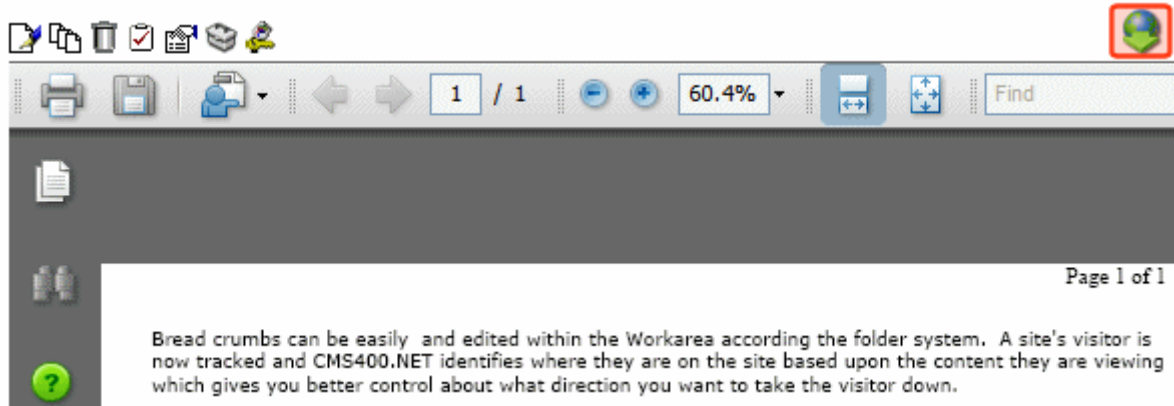 1 / 1 60.4% Find
Page 1 of 1
Bread crumbs can be easily  and edited within the Workarea according the folder system.  A site's visitor is
now tracked and CMS400.NET identifies where they are on the site based upon the content they are viewing
which gives you better control about what direction you want to take the visitor down.